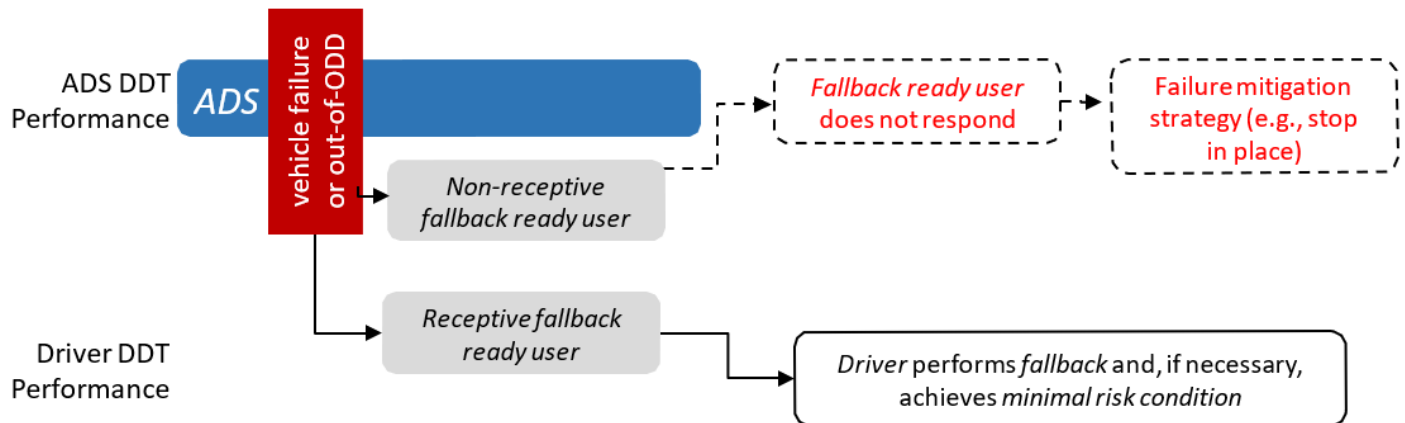 ADS DDT
Performance
ADS
vehicle failure
or out-of-ODD
Fallback ready user
does not respond
Failure mitigation
strategy (e.g., stop
in place)
Non-receptive
fallback ready user
Receptive fallback
ready user
Driver DDT
Performance
Driver performs fallback and, if necessary,
achieves minimal risk condition